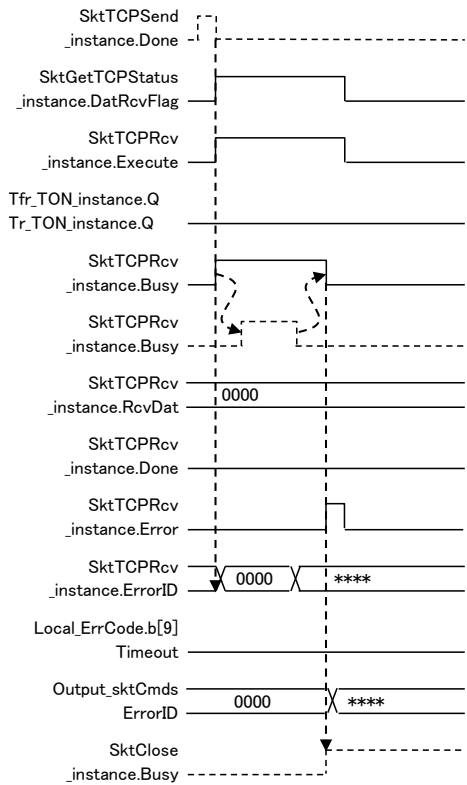 SktTCPSend
_instance.Done
SktGetTCPStatus
_instance.DatRcvFlag
SktTCPRcv
_instance.Execute
Tfr_TON_instance.Q
Tr_TON_instance.Q
SktTCPRcv
_instance.Busy
SktTCPRcv
_instance.Busy
SktTCPRcv
0000
_instance.RcvDat
SktTCPRcv
_instance.Done
SktTCPRcv
_instance.Error
SktTCPRcv
0000 ****
_instance.ErrorID
Local_ErrCode.b[9]
Timeout
Output_sktCmds
0000 ****
ErrorID
SktClose
_instance.Busy